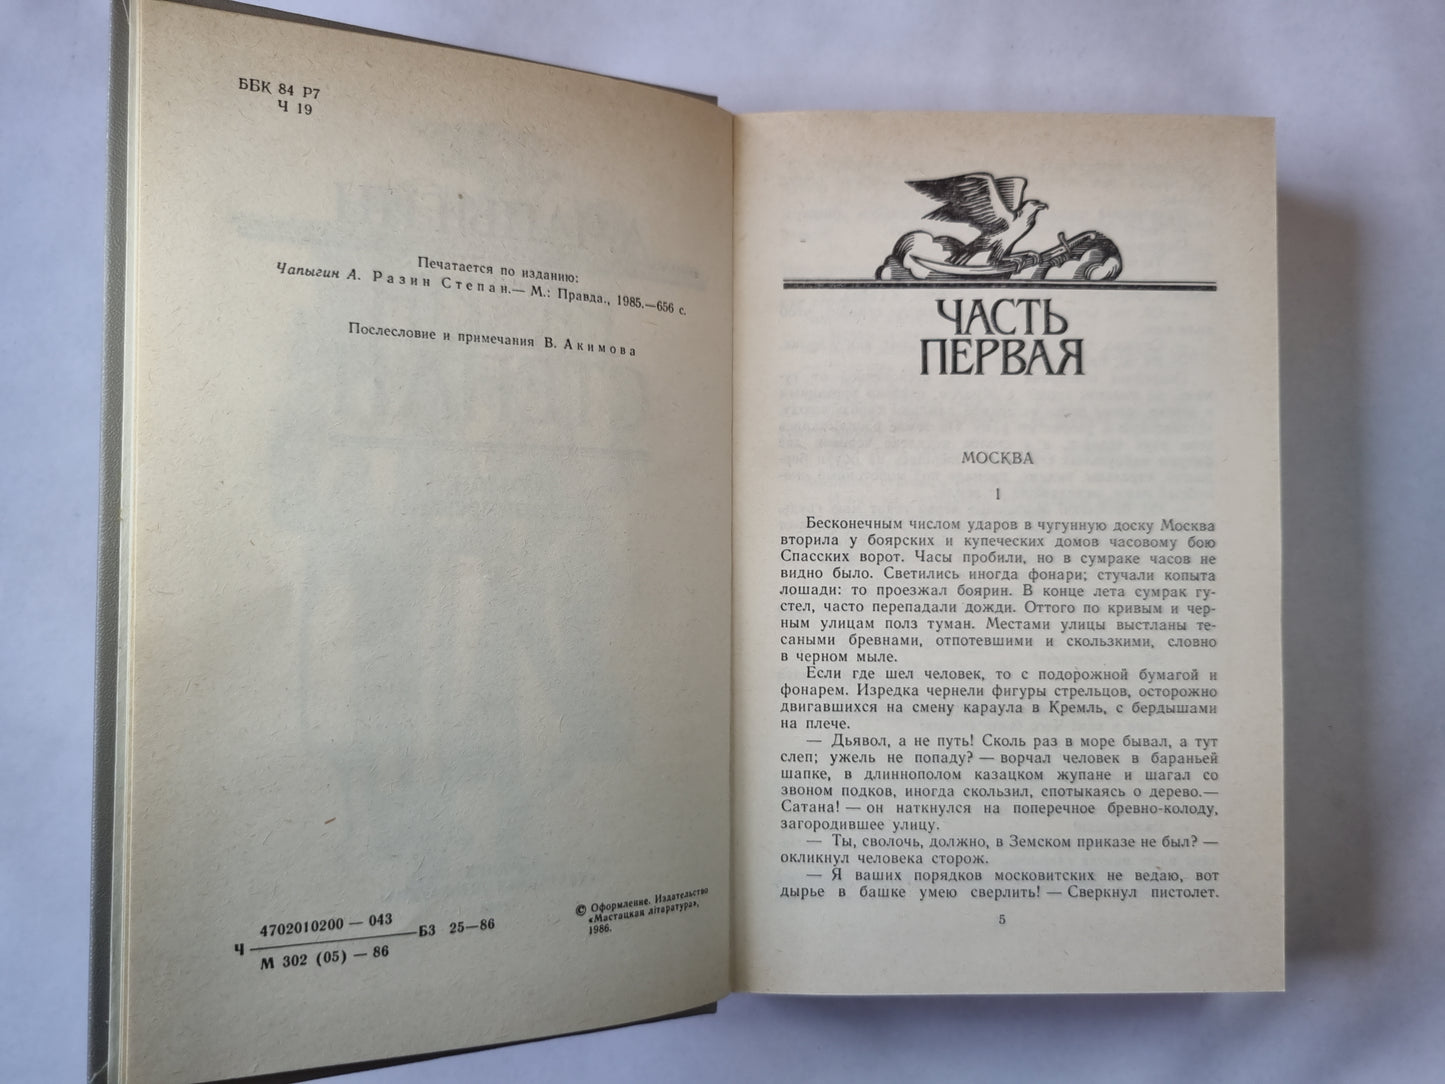 ББК 84 Р7
Ч 19
Печатается по изданию:
Чапыгин А. Разин Степан.— М.: Правда., 1985.—656 с.
Послесловие и примечания В. Акимова
Ч 4702010200 — 043
М 302 (05) — 86
БЗ 25—86
© Оформление. Издательство
«Мастацкая літаратура»,
1986.
ЧАСТЬ
ПЕРВАЯ
МОСКВА
1
Бесконечным числом ударов в чугунную доску Москва
вторила у боярских и купеческих домов часовому бою
Спасских ворот. Часы пробили, но в сумраке часов не
видно было. Светились иногда фонари; стучали копыта
лошади: то проезжал боярин. В конце лета сумрак гу-
стел, часто перепадали дожди. Оттого по кривым и чер-
ным улицам полз туман. Местами улицы выстланы те-
саными бревнами, отпотевшими и скользкими, словно
в черном мыле.
Если где шел человек, то с подорожной бумагой и
фонарем. Изредка чернели фигуры стрельцов, осторожно
двигавшихся на смену караула в Кремль, с бердышами
на плече.
— Дьявол, а не путь! Сколь раз в море бывал, а тут
слеп; ужель не попаду? — ворчал человек в бараньей
шапке, в длиннополом казацком жупане и шагал со
звоном подков, иногда скользил, спотыкаясь о дерево.—
Сатана! — он наткнулся на поперечное бревно-колоду,
загородившее улицу.
— Ты, сволочь, должно, в Земском приказе не был? —
окликнул человека сторож.
— Я ваших порядков московитских не ведаю, вот
дырье в башке умею сверлить! — Сверкнул пистолет.
5